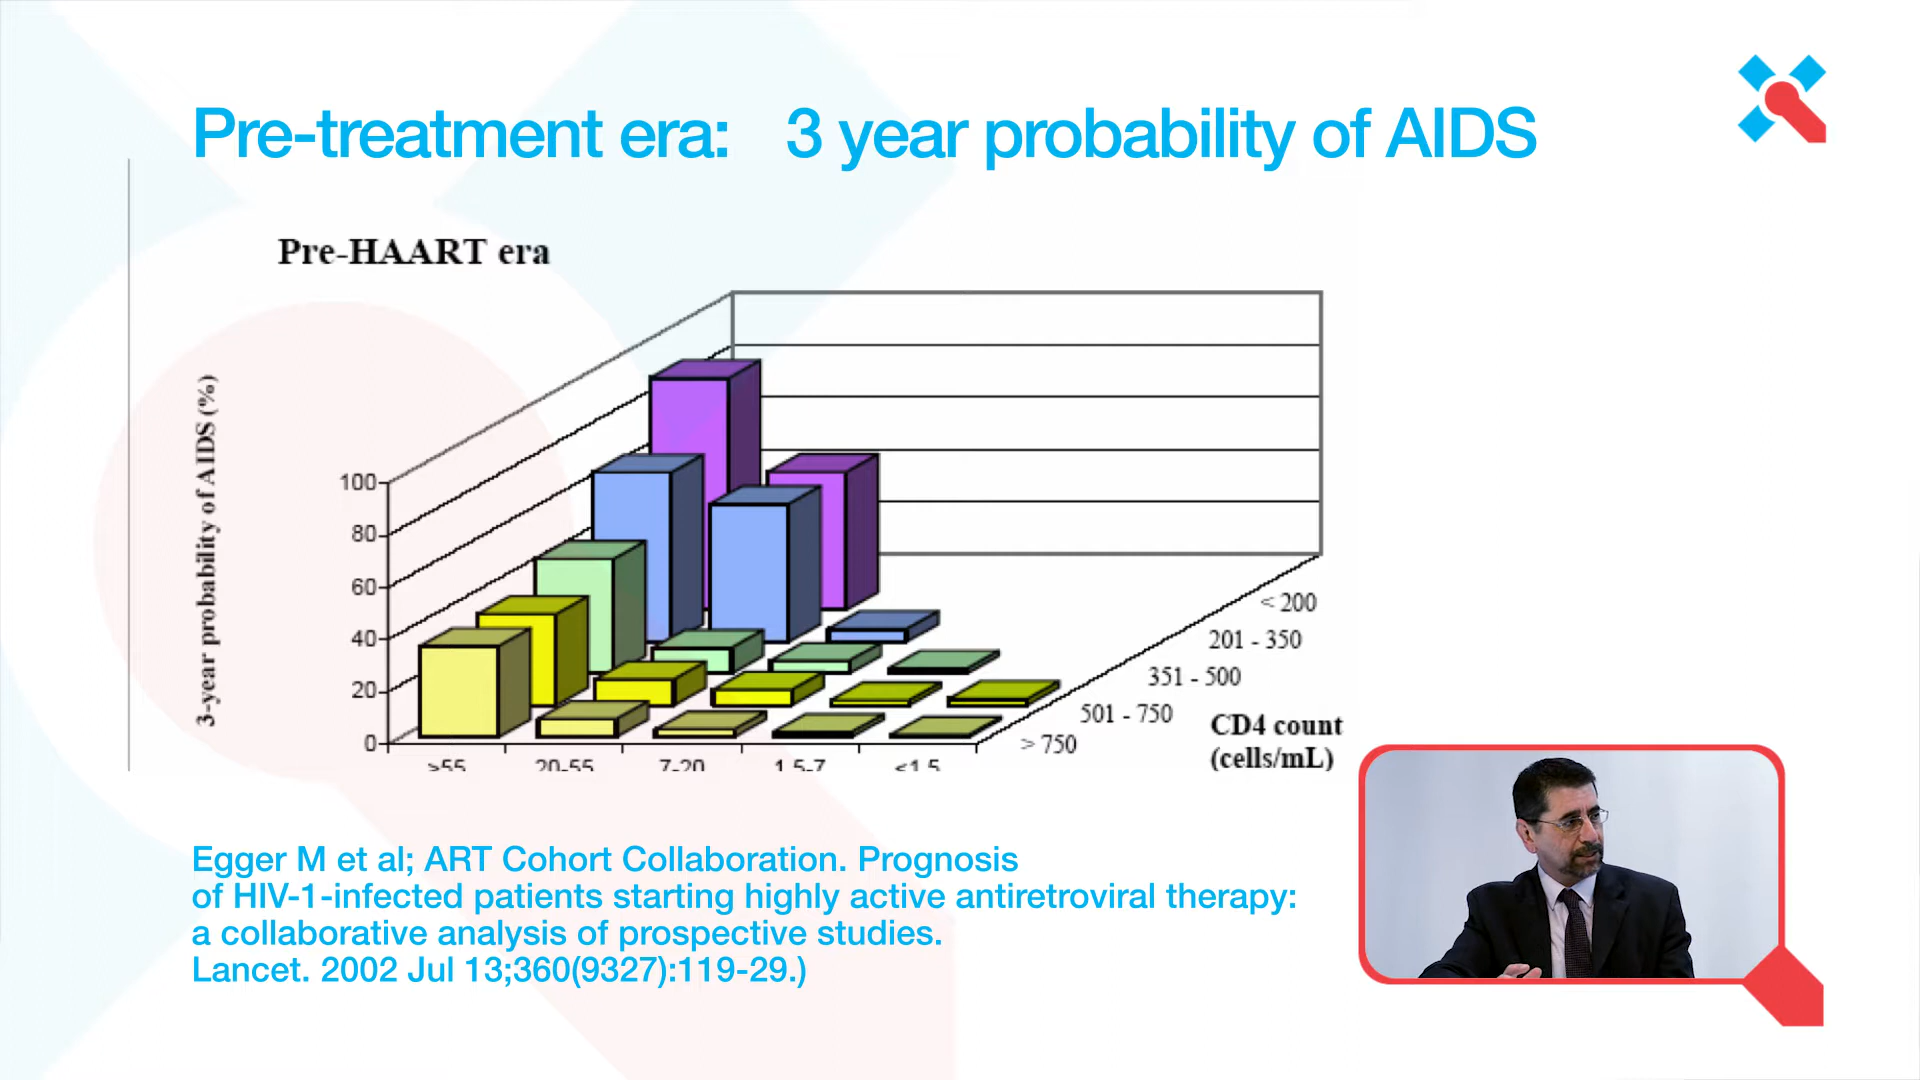 Pre-treatment era: 3 year probability of AIDS
Pre-HAART era
3-year probability of AIDS (%)
100
80
60
40
20
0
≥55
20-55
7-20
1.5-7
<1.5
< 200
201 - 350
351 - 500
501 - 750
> 750
CD4 count
(cells/mL)
Egger M et al; ART Cohort Collaboration. Prognosis
of HIV-1-infected patients starting highly active antiretroviral therapy:
a collaborative analysis of prospective studies.
Lancet. 2002 Jul 13;360(9327):119-29.)